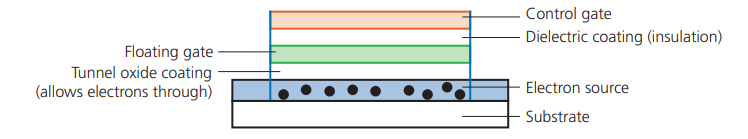 Control gate
Dielectric coating (insulation)
Floating gate
Tunnel oxide coating
(allows electrons through)
Electron source
Substrate